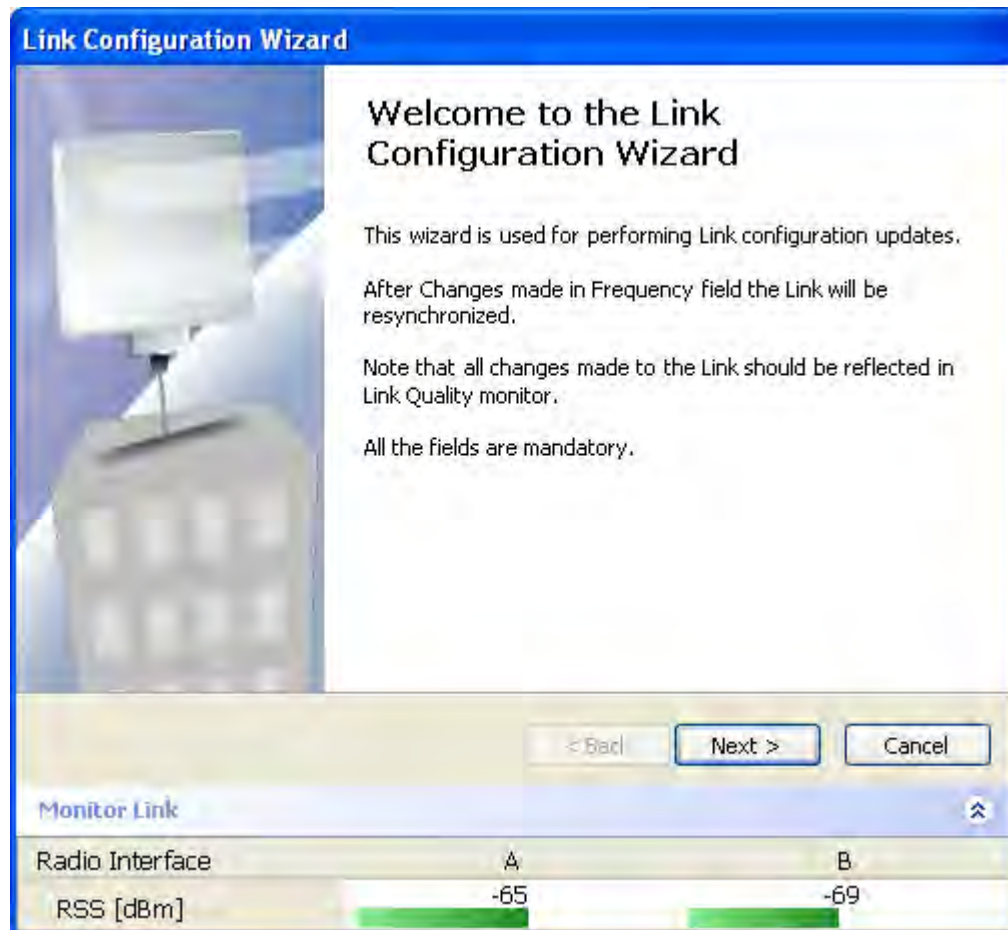 Link Configuration Wizard
Welcome to the Link
Configuration Wizard
This wizard is used for performing Link configuration updates.
After Changes made in Frequency field the Link will be
resynchronized.
Note that all changes made to the Link should be reflected in
Link Quality monitor.
All the fields are mandatory.
< Back Next > Cancel
Monitor Link
Radio Interface A B
RSS [dBm] -65 -69